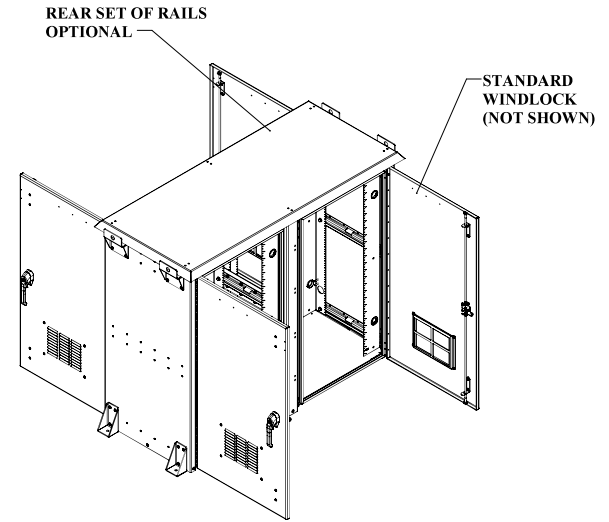 REAR SET OF RAILS
OPTIONAL
STANDARD
WINDLOCK
(NOT SHOWN)